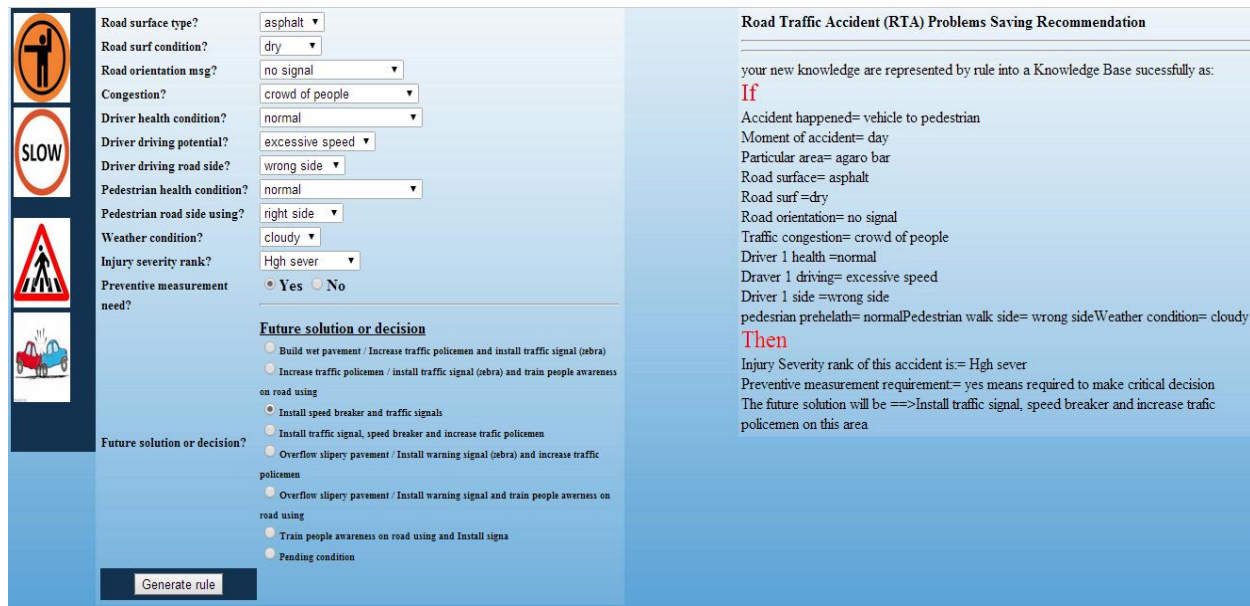 SLOW
Road surface type? asphalt
Road surf condition? dry
Road orientation msg? no signal
Congestion? crowd of people
Driver health condition? normal
Driver driving potential? excessive speed
Driver driving road side? wrong side
Pedestrian health condition? normal
Pedestrian road side using? right side
Weather condition? cloudy
Injury severity rank? Hgh sever
Preventive measurement
need?
Yes No
Future solution or decision?
Future solution or decision
Build wet pavement / Increase traffic policemen and install traffic signal (zebra)
Increase traffic policemen / install traffic signal (zebra) and train people awareness
on road using
Install speed breaker and traffic signals
Install traffic signal, speed breaker and increase trafic policemen
Overflow slipery pavement / Install warning signal (zebra) and increase traffic
policemen
Overflow slipery pavement / Install warning signal and train people awerness on
road using
Train people awareness on road using and Install signa
Pending condition
Generate rule
Road Traffic Accident (RTA) Problems Saving Recommendation
your new knowledge are represented by rule into a Knowledge Base sucessfully as:
If
Accident happened= vehicle to pedestrian
Moment of accident= day
Particular area= agaro bar
Road surface= asphalt
Road surf =dry
Road orientation= no signal
Traffic congestion= crowd of people
Driver 1 health =normal
Draver 1 driving= excessive speed
Driver 1 side =wrong side
pedesrian prehelath= normalPedestrian walk side= wrong sideWeather condition= cloudy
Then
Injury Severity rank of this accident is:= Hgh sever
Preventive measurement requirement:= yes means required to make critical decision
The future solution will be ==>Install traffic signal, speed breaker and increase trafic
policemen on this area